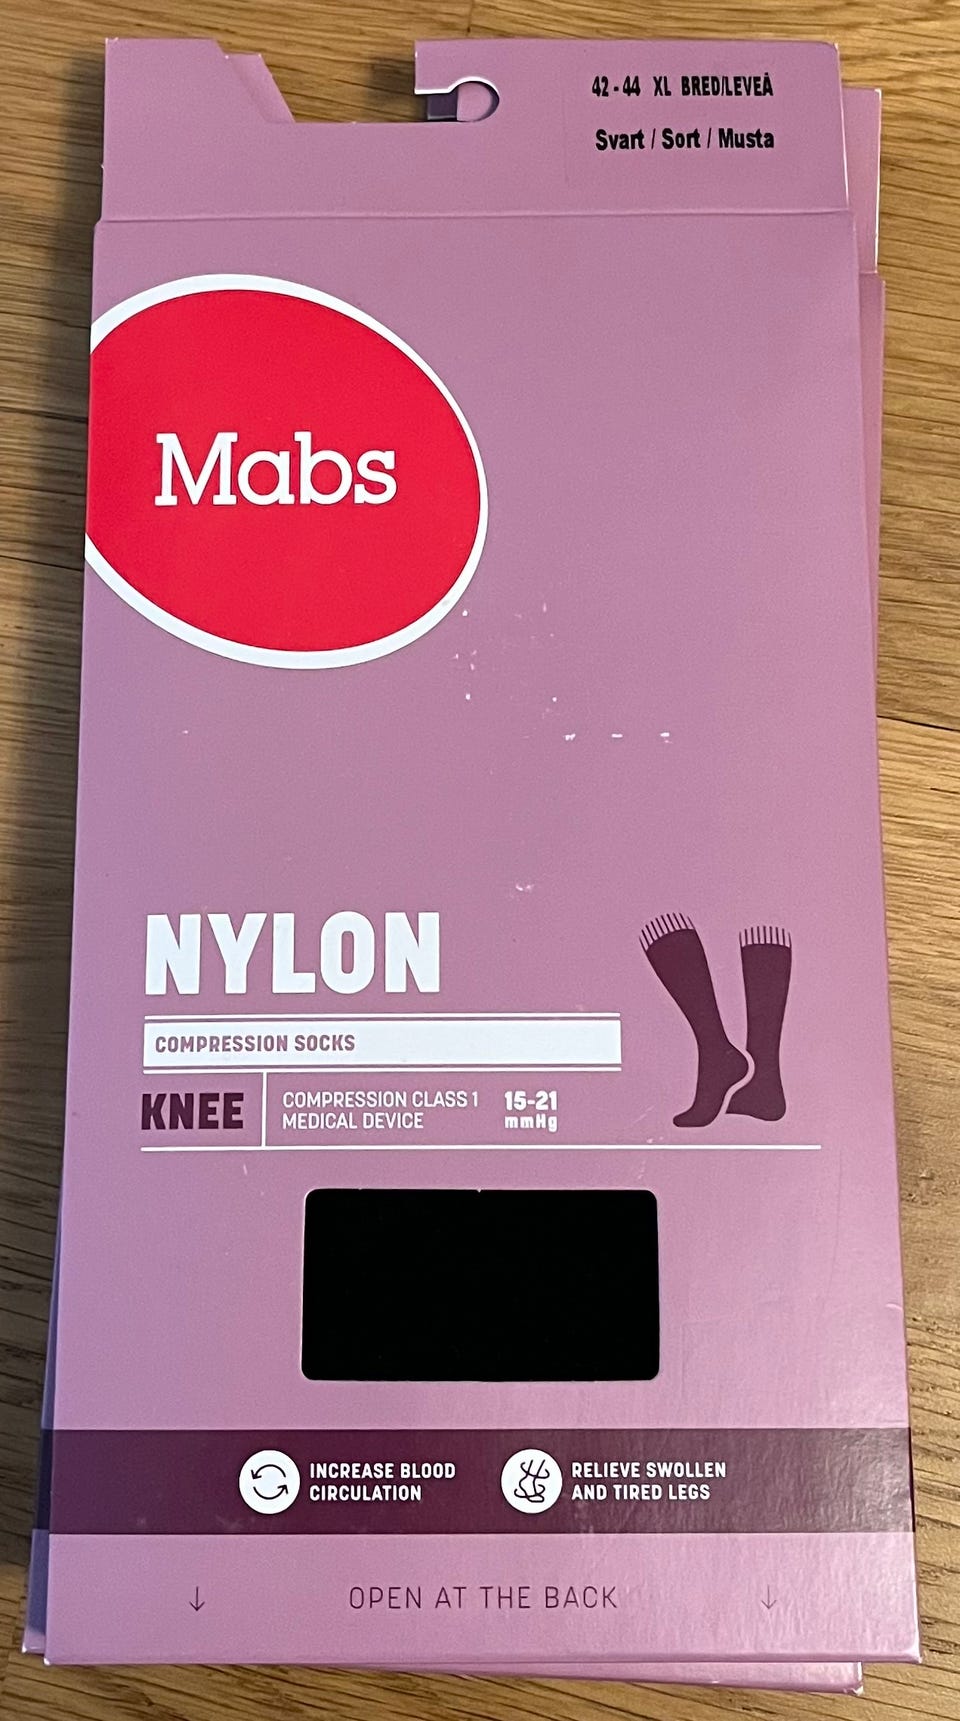 42-44 XL BRED/LEVEÄ
Svart / Sort / Musta
Mabs
NYLON
COMPRESSION SOCKS
KNEE
COMPRESSION CLASS 1
MEDICAL DEVICE
15-21
mmHg
INCREASE BLOOD
CIRCULATION
RELIEVE SWOLLEN
AND TIRED LEGS
↓ OPEN AT THE BACK ↓